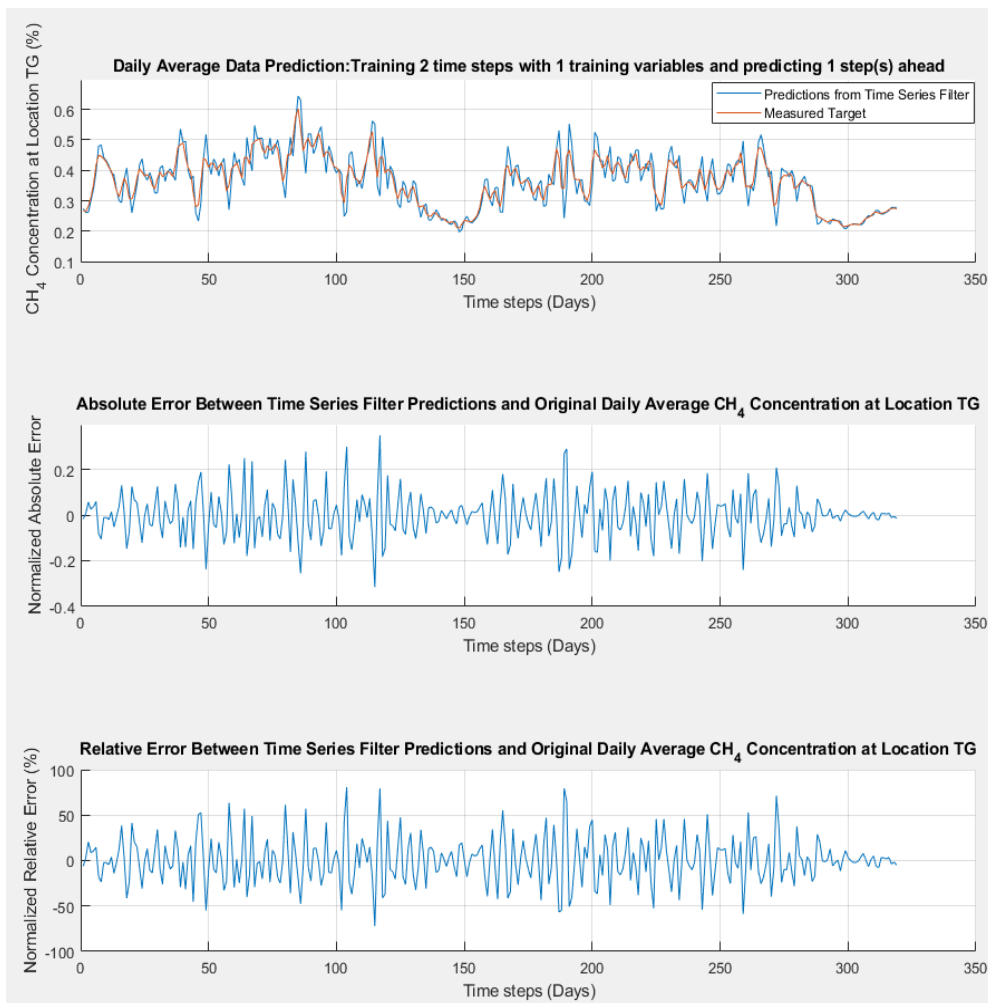 Daily Average Data Prediction:Training 2 time steps with 1 training variables and predicting 1 step(s) ahead
CH4 Concentration at Location TG (%)
Predictions from Time Series Filter
Measured Target
0.6
0.5
0.4
0.3
0.2
0.1
0 50 100 150 200 250 300 350
Time steps (Days)
Absolute Error Between Time Series Filter Predictions and Original Daily Average CH4 Concentration at Location TG
Normalized Absolute Error
0.2
0
-0.2
-0.4
0 50 100 150 200 250 300 350
Time steps (Days)
Relative Error Between Time Series Filter Predictions and Original Daily Average CH4 Concentration at Location TG
Normalized Relative Error (%)
100
50
0
-50
-100
0 50 100 150 200 250 300 350
Time steps (Days)